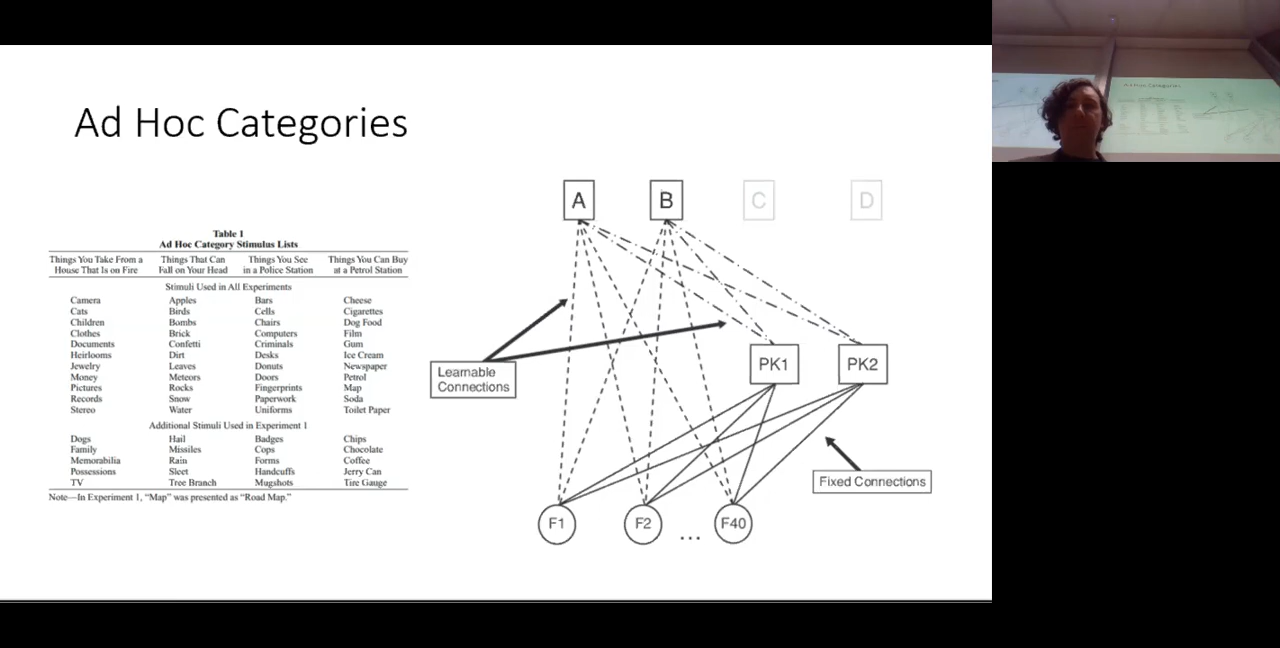 Ad Hoc Categories
Table 1
Ad Hoc Category Stimulus Lists
Things You Take From a House That Is on Fire	Things That Can Fall on Your Head	Things You See in a Police Station	Things You Can Buy at a Petrol Station
Stimuli Used in All Experiments
Camera	Apples	Bars	Cheese
Cats	Birds	Cells	Cigarettes
Children	Bombs	Chairs	Dog Food
Clothes	Brick	Computers	Film
Documents	Confetti	Criminals	Gum
Heirlooms	Dirt	Desks	Ice Cream
Jewelry	Leaves	Donuts	Newspaper
Money	Meteors	Doors	Petrol
Pictures	Rocks	Fingerprints	Map
Records	Snow	Paperwork	Soda
Stereo	Water	Uniforms	Toilet Paper
Additional Stimuli Used in Experiment 1
Dogs	Hail	Badges	Chips
Family	Missiles	Cops	Chocolate
Memorabilia	Rain	Forms	Coffee
Possessions	Sleet	Handcuffs	Jerry Can
TV	Tree Branch	Mugshots	Tire Gauge
Note—In Experiment 1, “Map” was presented as “Road Map.”
A B C D
PK1 PK2
Learnable
Connections
Fixed Connections
F1 F2 ... F40
Ad Hoc Categories